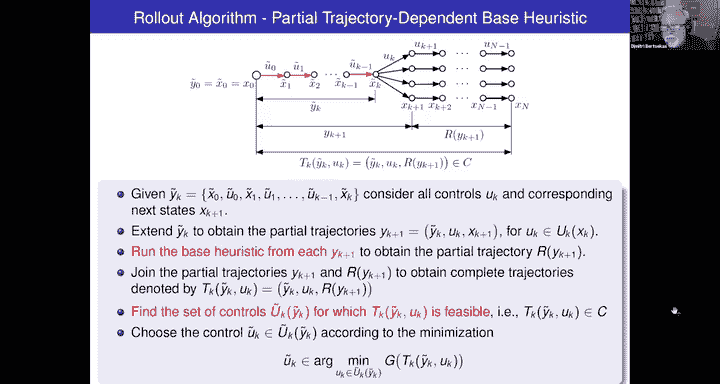 Rollout Algorithm - Partial Trajectory-Dependent Base Heuristic
Dimitri Bertsekas
ũ₀ ũ₁ ũₖ₋₁ uₖ uₖ₊₁ uN₋₁
ỹ₀ = x̃₀ = x₀ x̃₁ x̃₂ x̃ₖ₋₁ x̃ₖ
ỹₖ xₖ₊₁ xₖ₊₂ xN₋₁ xN
yₖ₊₁ R(yₖ₊₁)
Tₖ(ỹₖ, uₖ) = (ỹₖ, uₖ, R(yₖ₊₁)) ∈ C
Given ỹₖ = {x̃₀, ũ₀, x̃₁, ũ₁, . . . , ũₖ₋₁, x̃ₖ} consider all controls uₖ and corresponding
next states xₖ₊₁.
Extend ỹₖ to obtain the partial trajectories yₖ₊₁ = (ỹₖ, uₖ, xₖ₊₁), for uₖ ∈ Uₖ(xₖ).
Run the base heuristic from each yₖ₊₁ to obtain the partial trajectory R(yₖ₊₁).
Join the partial trajectories yₖ₊₁ and R(yₖ₊₁) to obtain complete trajectories
denoted by Tₖ(ỹₖ, uₖ) = (ỹₖ, uₖ, R(yₖ₊₁))
Find the set of controls Ũₖ(ỹₖ) for which Tₖ(ỹₖ, uₖ) is feasible, i.e., Tₖ(ỹₖ, uₖ) ∈ C
Choose the control ũₖ ∈ Ũₖ(ỹₖ) according to the minimization
ũₖ ∈ arg min G(Tₖ(ỹₖ, uₖ))
uₖ∈Ũₖ(ỹₖ)